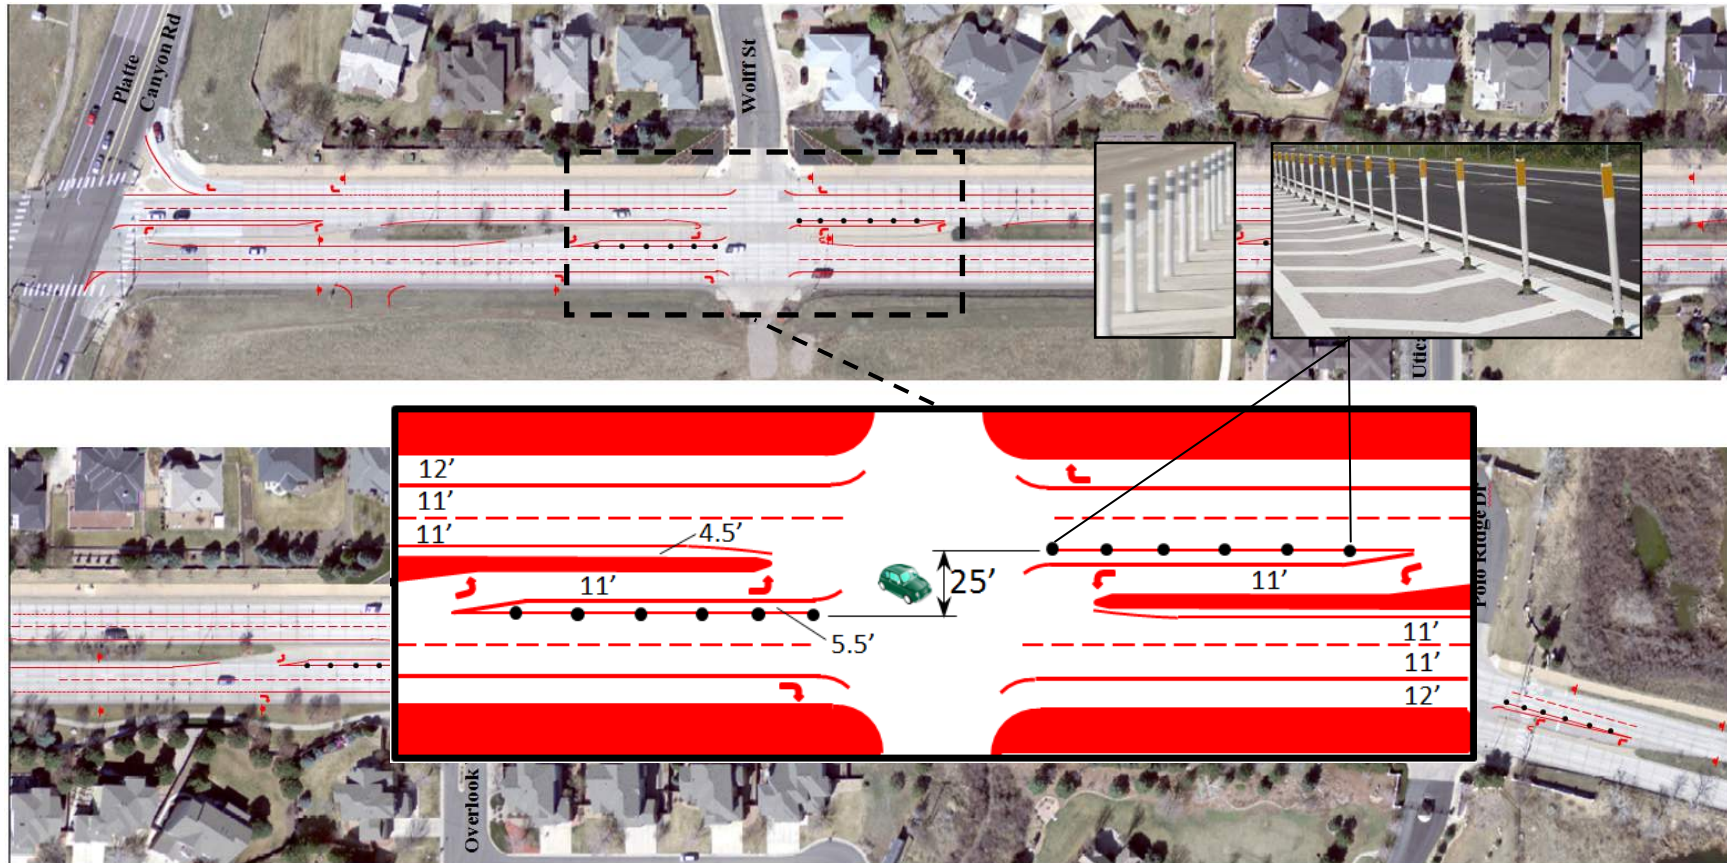 Platte
Canyon Rd
Wolff St
12’
11’
11’
4.5’
11’
5.5’
25’
11’
11’
11’
12’
Polo Ridge Dr
Overlook